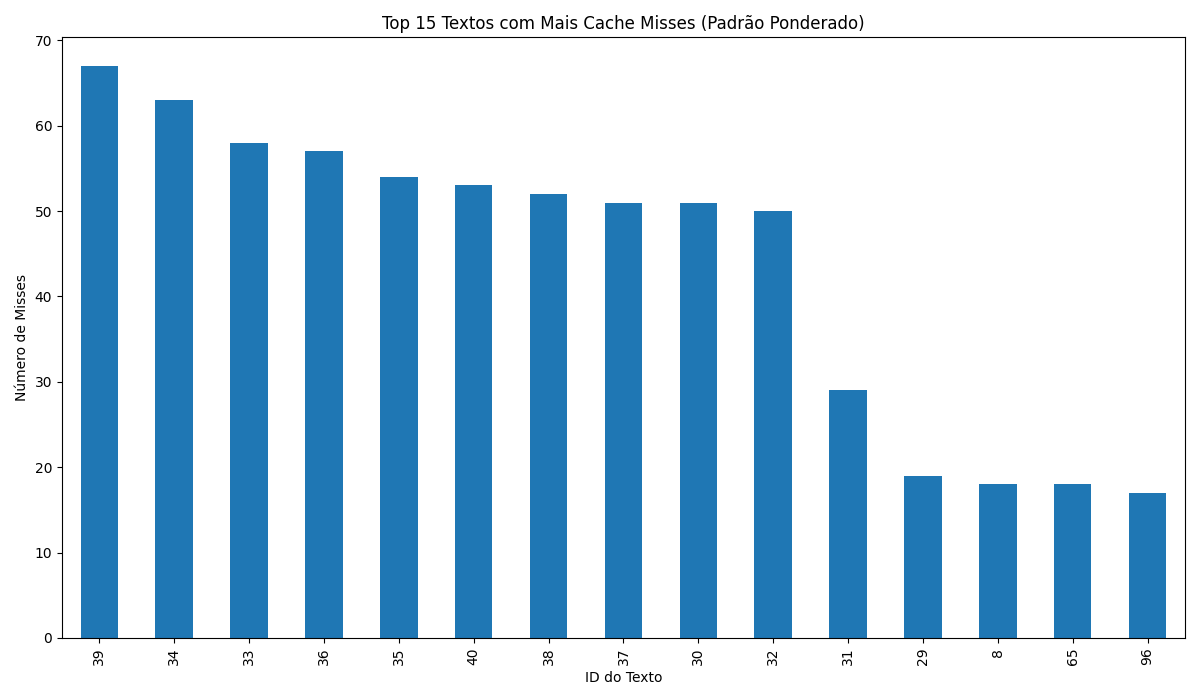 Top 15 Textos com Mais Cache Misses (Padrão Ponderado)
70
60
50
40
30
20
10
0
Número de Misses
39 34 33 36 35 40 38 37 30 32 31 29 8 65 96
ID do Texto